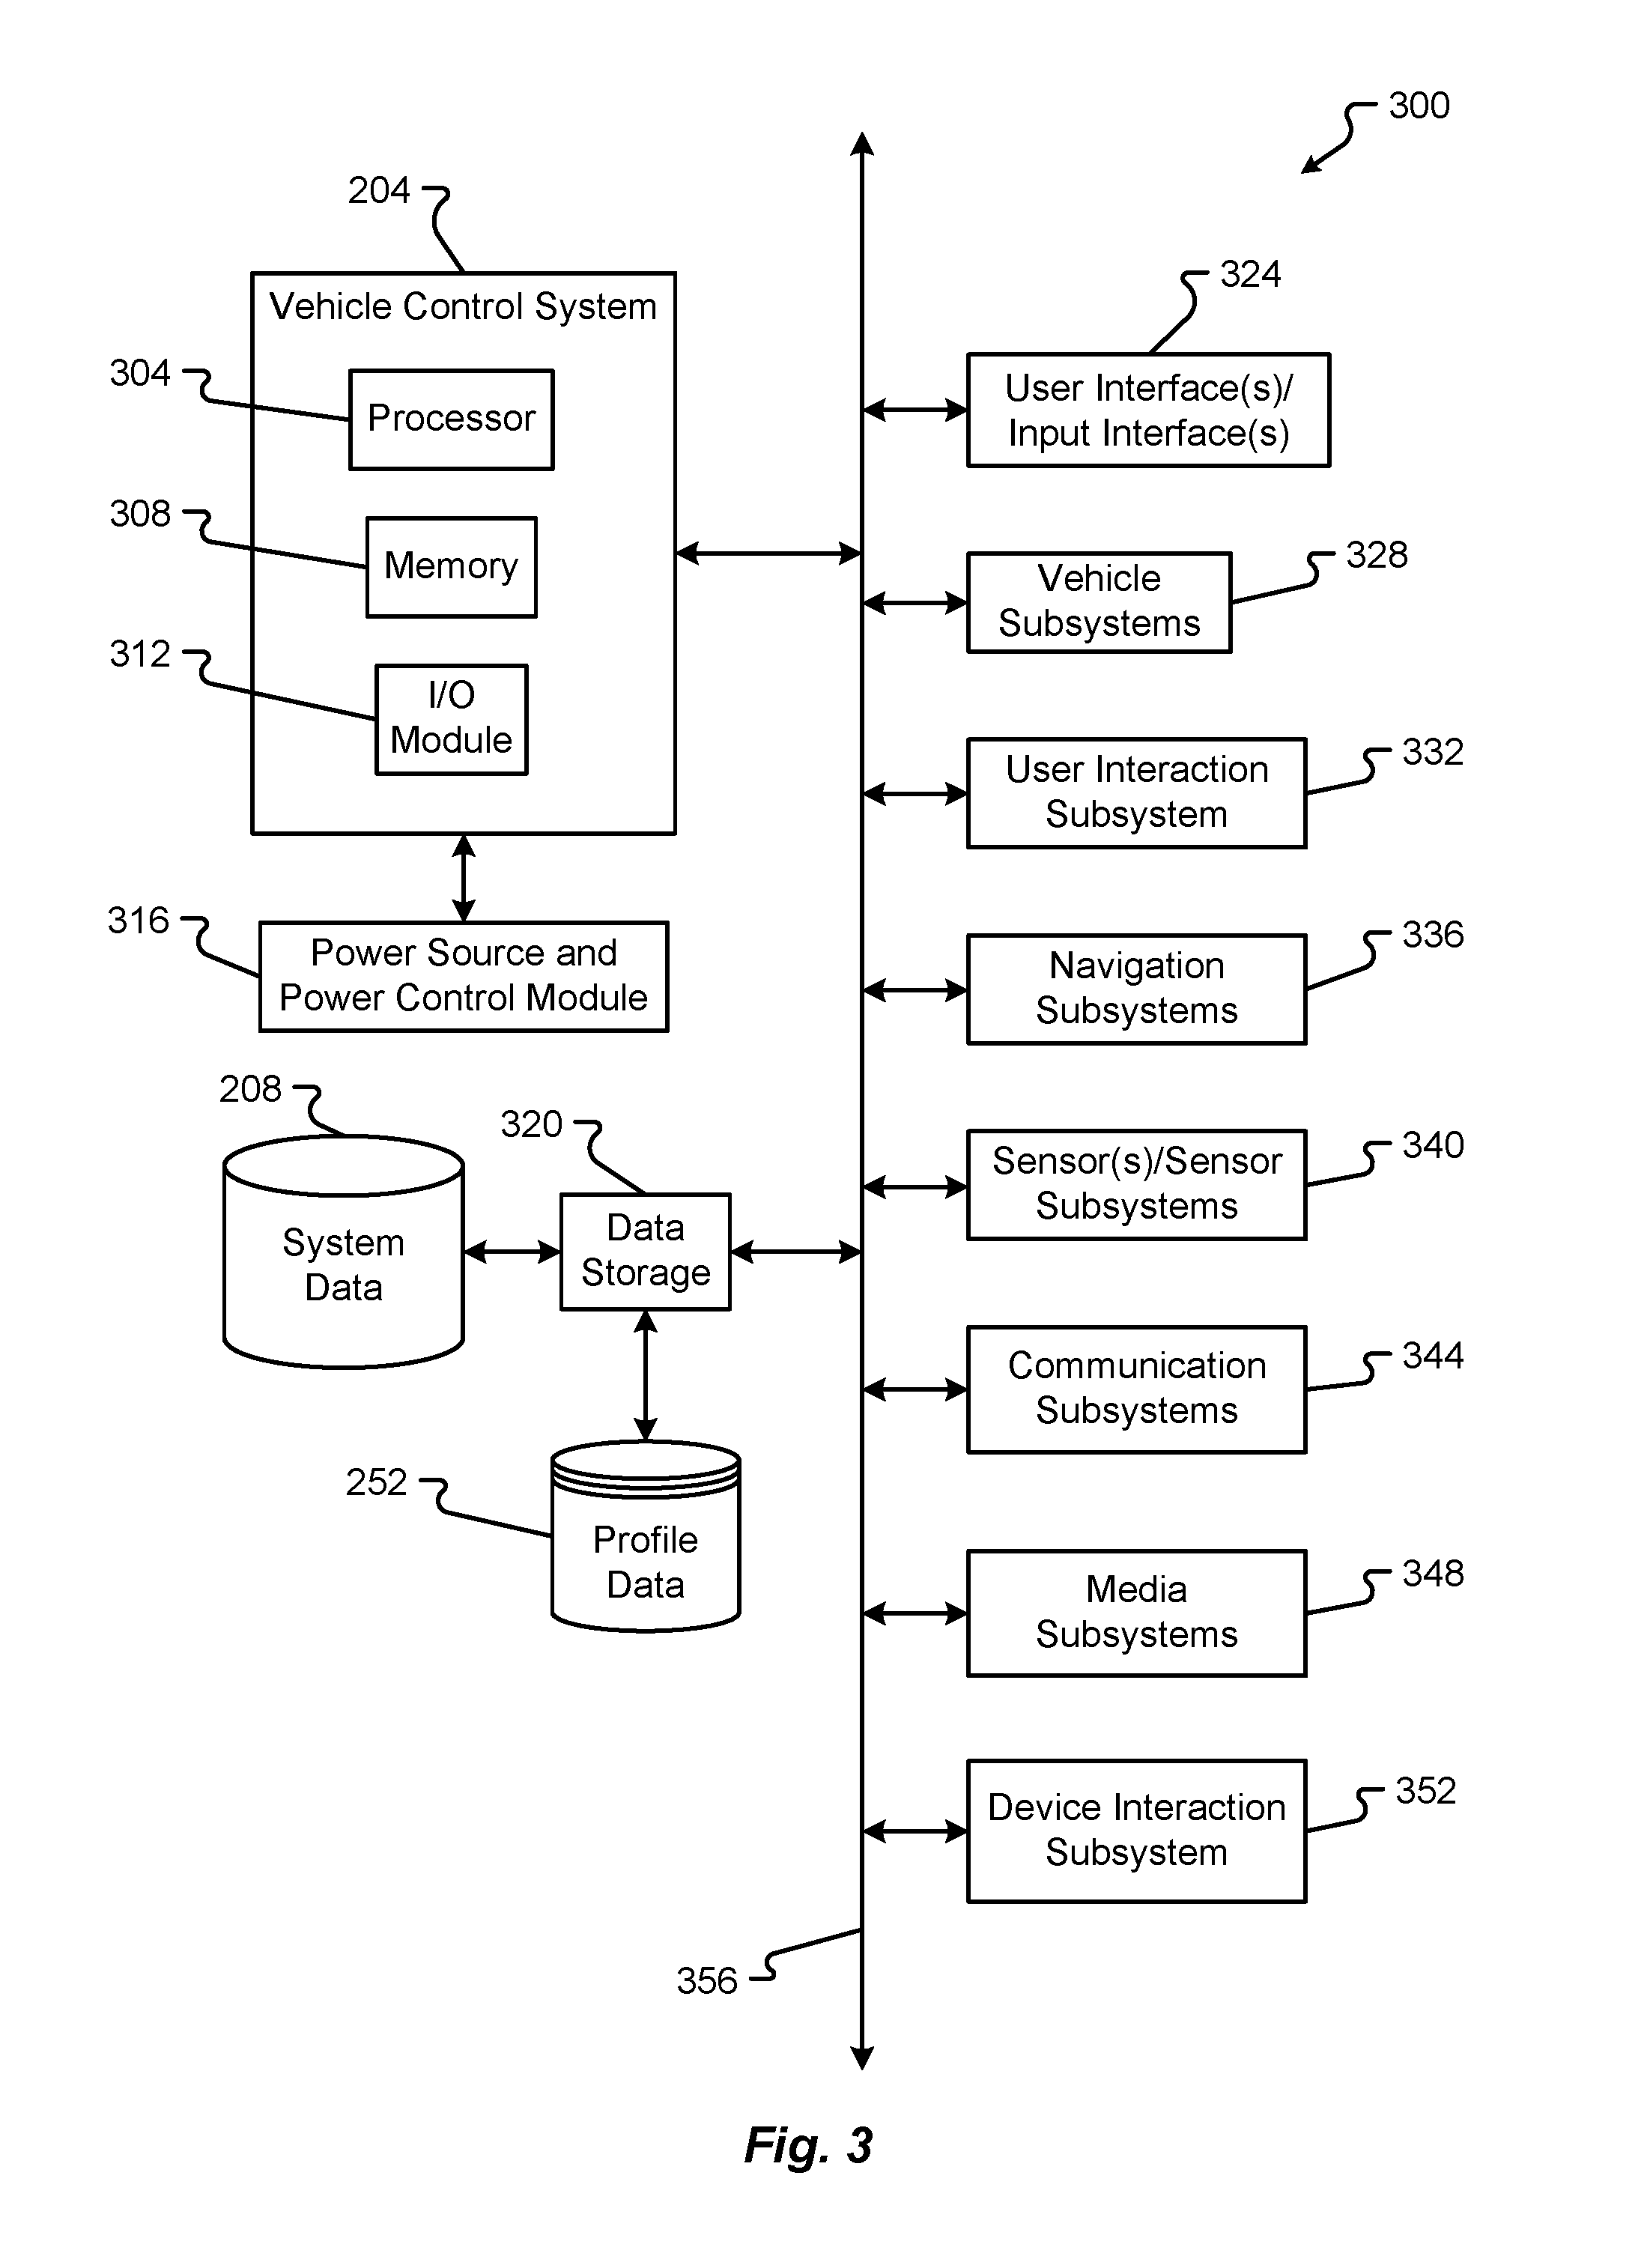 300
204
Vehicle Control System
304
Processor
308
Memory
312
I/O
Module
316
Power Source and
Power Control Module
208
System
Data
320
Data
Storage
252
Profile
Data
324
User Interface(s)/
Input Interface(s)
328
Vehicle
Subsystems
332
User Interaction
Subsystem
336
Navigation
Subsystems
340
Sensor(s)/Sensor
Subsystems
344
Communication
Subsystems
348
Media
Subsystems
352
Device Interaction
Subsystem
356
Fig. 3